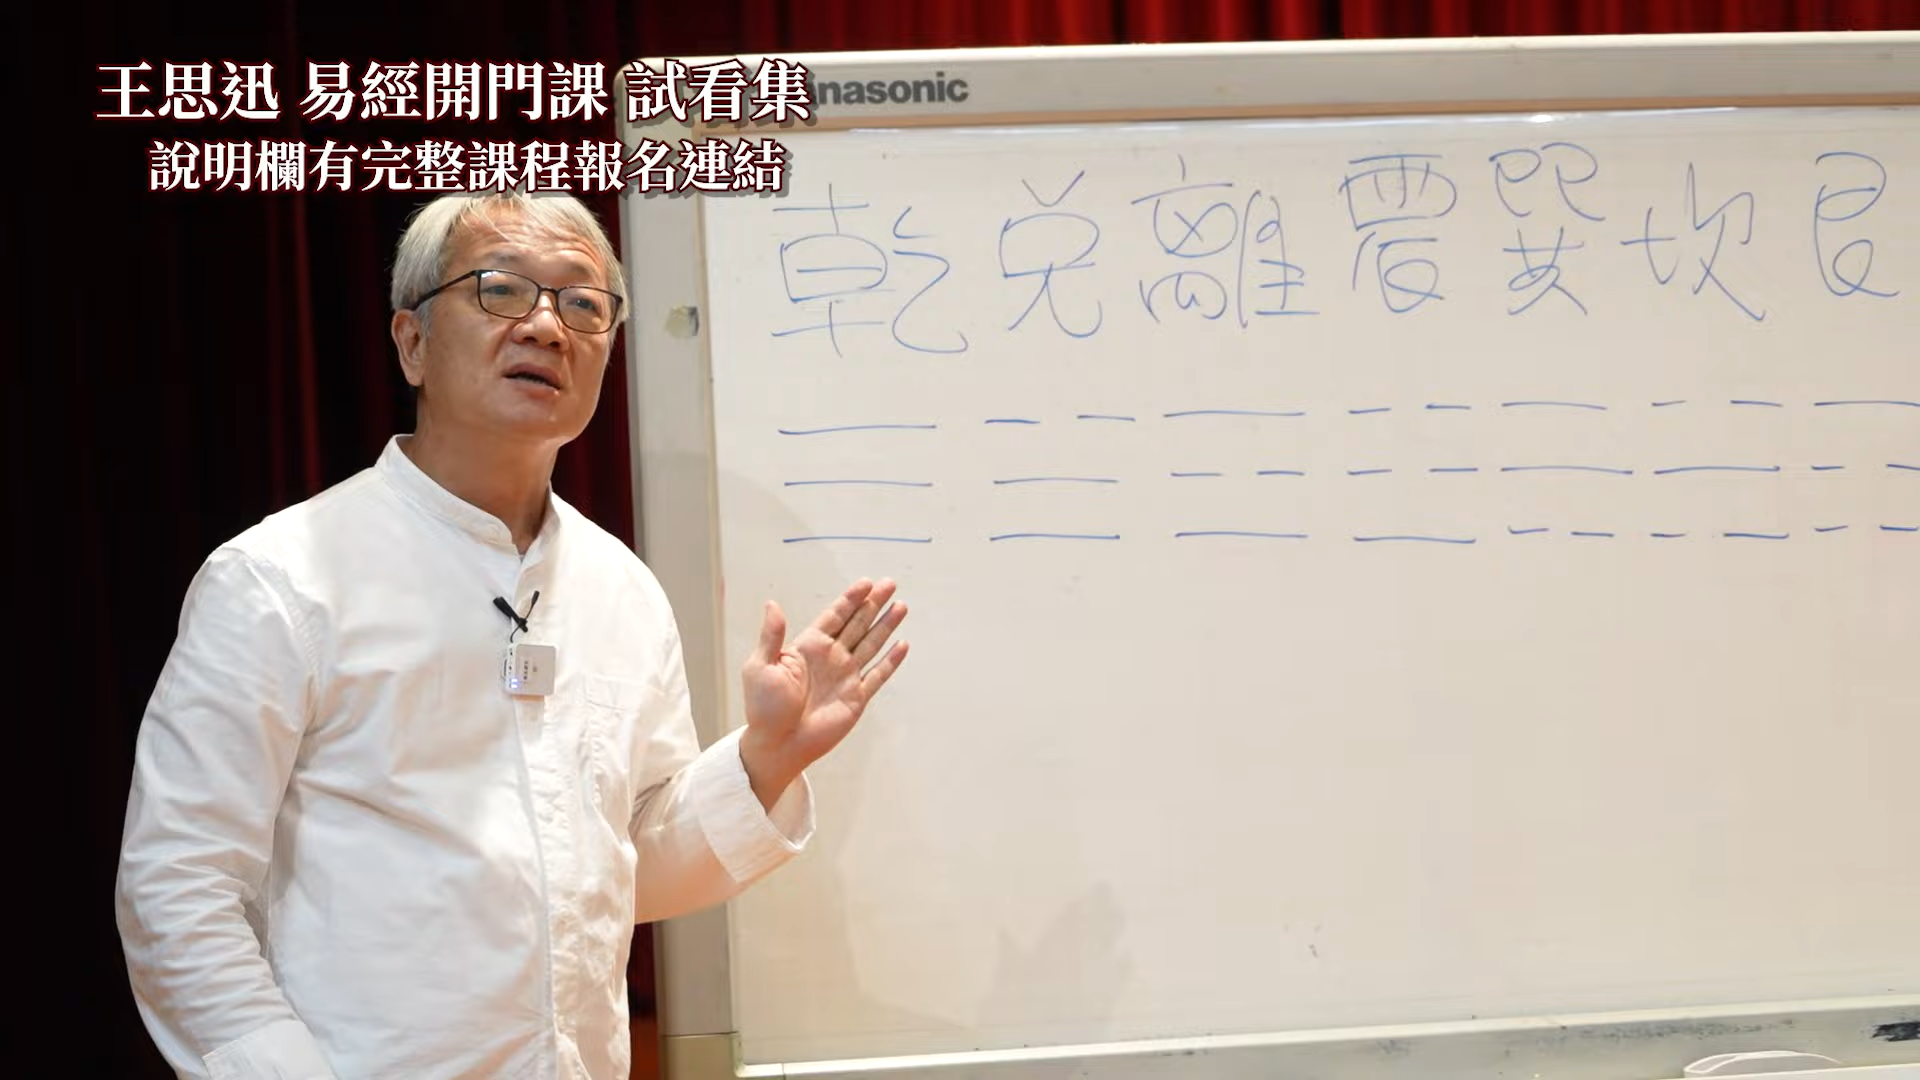 王思迅 易經開門課 試看集
說明欄有完整課程報名連結
nasonic
乾 兌 離 震 巽 坎 艮